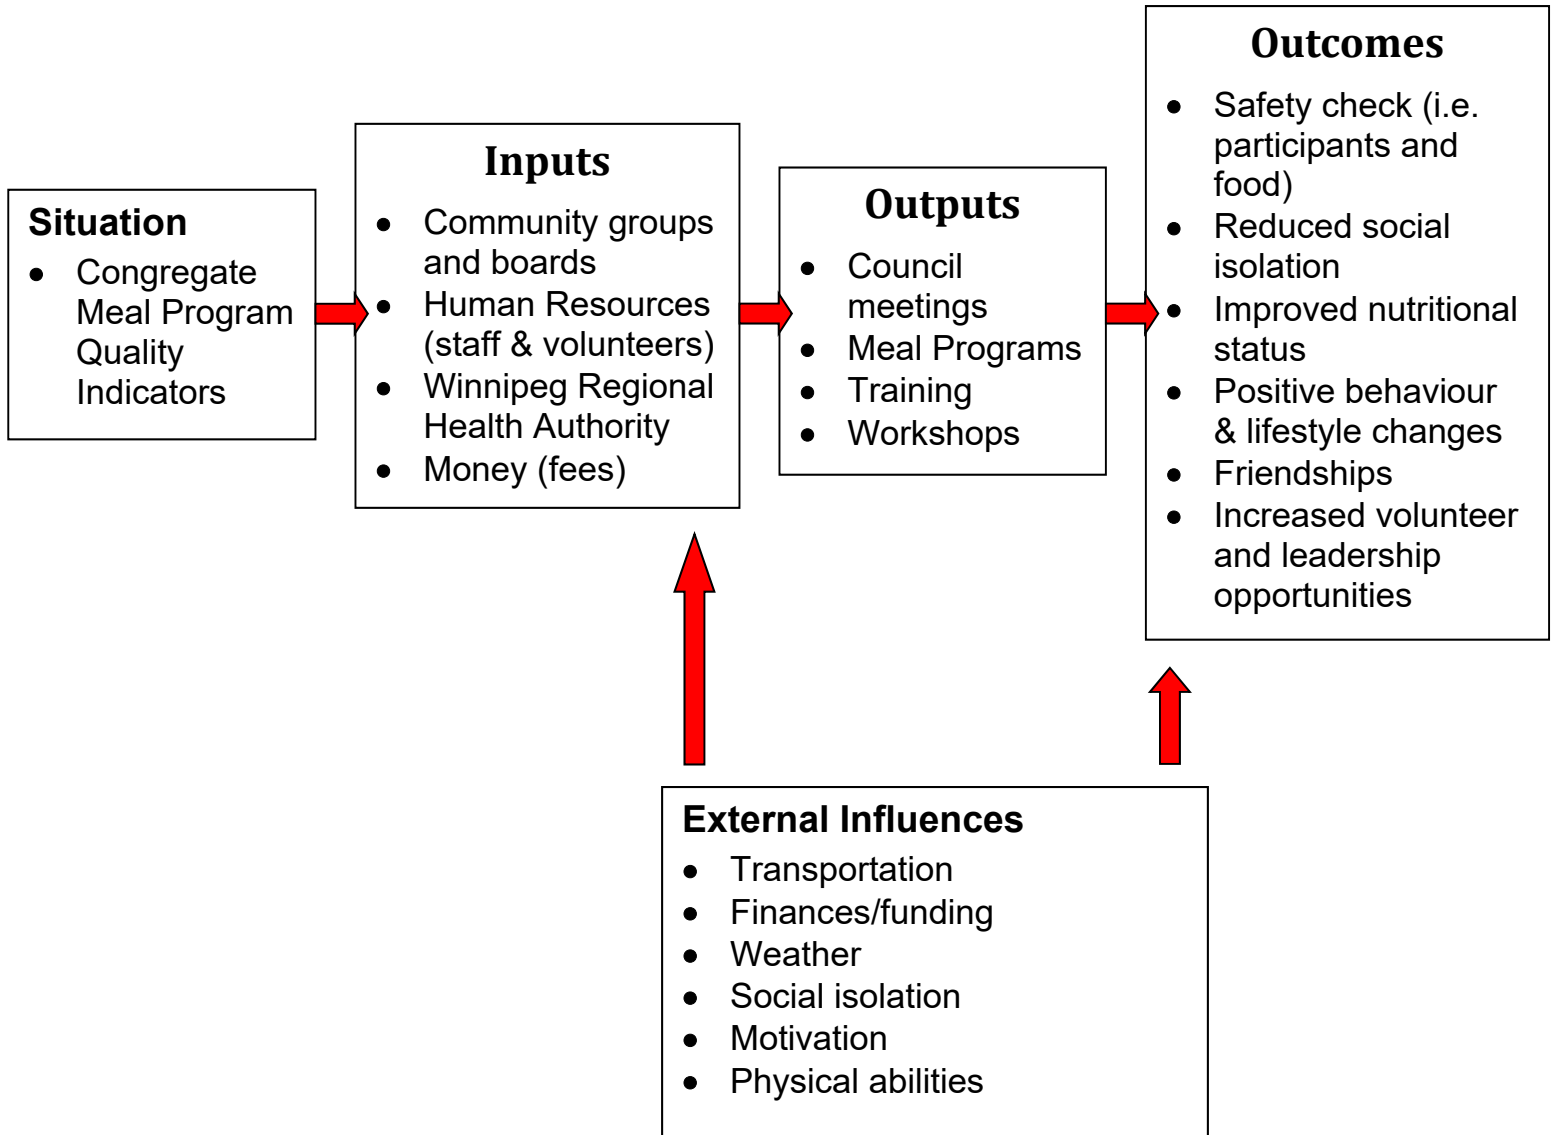 Situation
● Congregate
Meal Program
Quality
Indicators
Inputs
● Community groups
and boards
● Human Resources
(staff & volunteers)
● Winnipeg Regional
Health Authority
● Money (fees)
Outputs
● Council
meetings
● Meal Programs
● Training
● Workshops
Outcomes
● Safety check (i.e.
participants and
food)
● Reduced social
isolation
● Improved nutritional
status
● Positive behaviour
& lifestyle changes
● Friendships
● Increased volunteer
and leadership
opportunities
External Influences
● Transportation
● Finances/funding
● Weather
● Social isolation
● Motivation
● Physical abilities